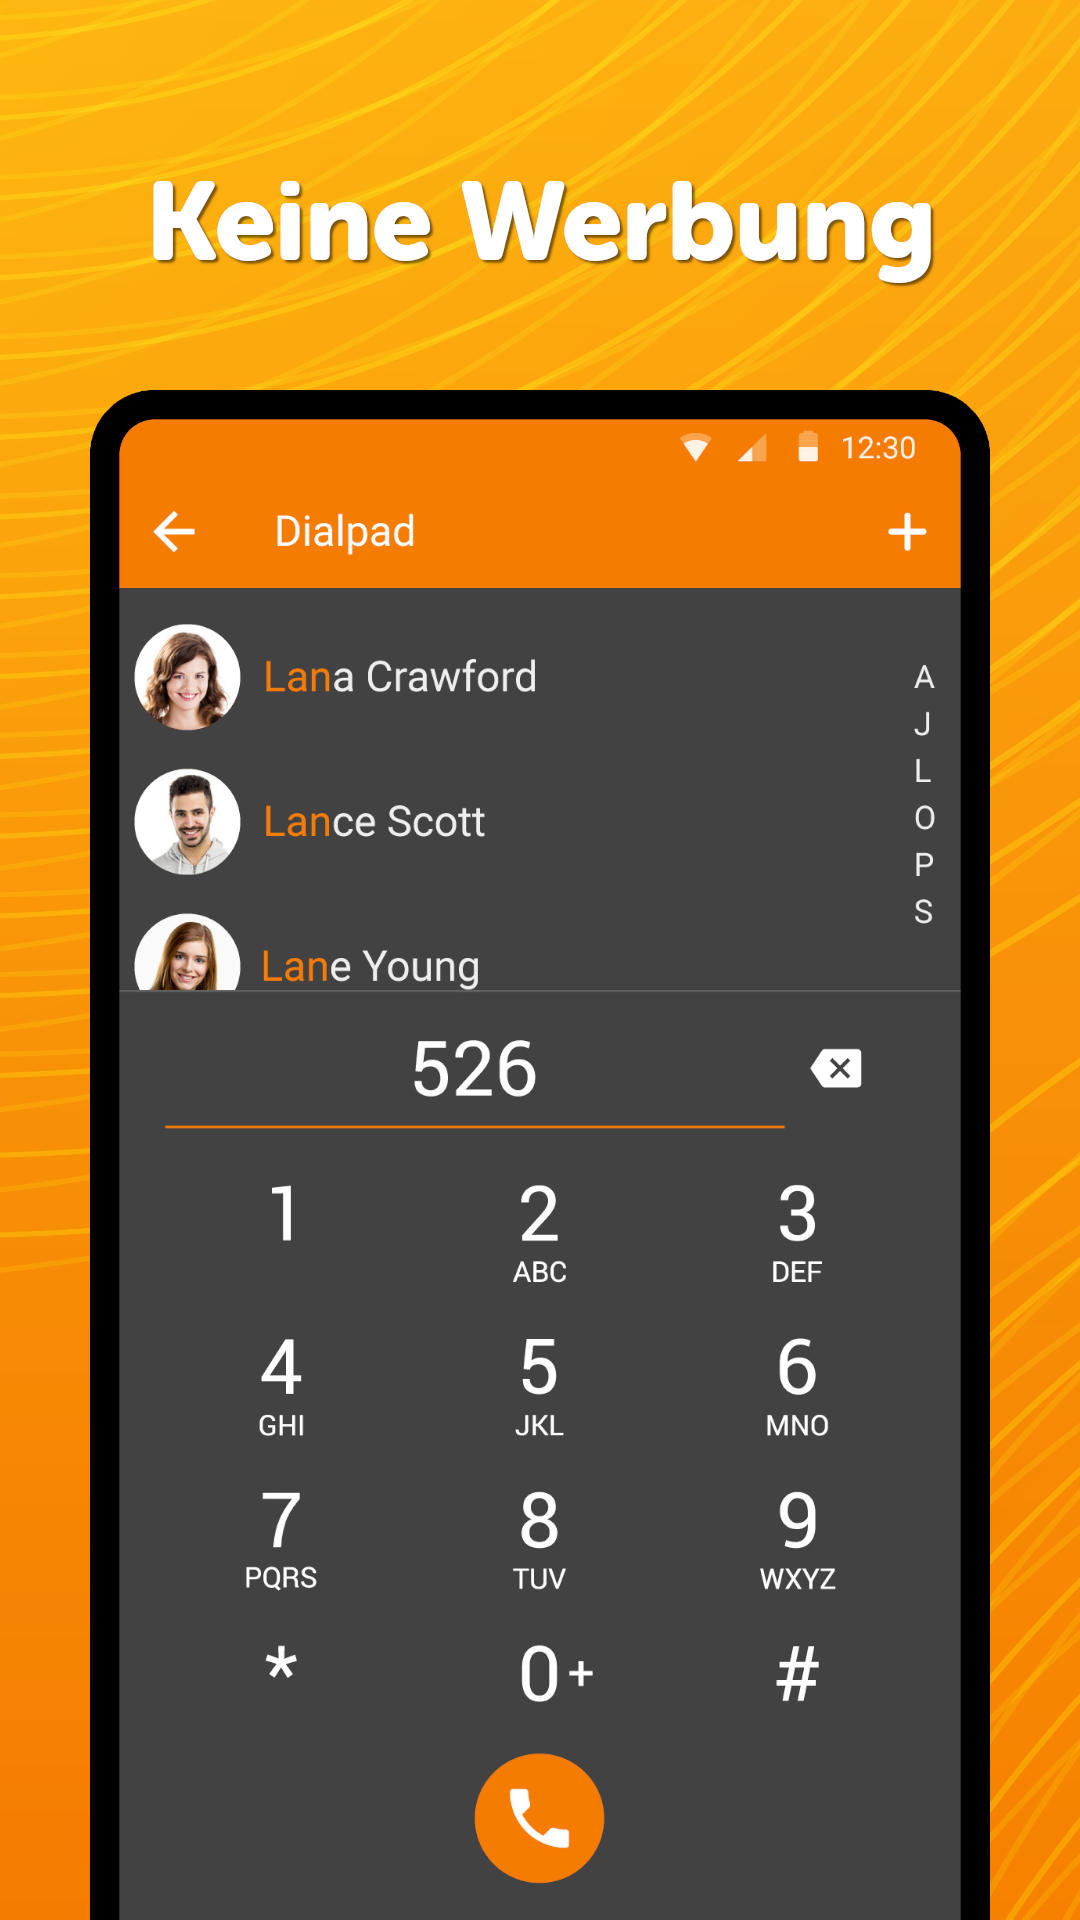 Keine Werbung
12:30
Dialpad
Lana Crawford
Lance Scott
Lane Young
A
J
L
O
P
S
526
1 2 3
ABC DEF
4 5 6
GHI JKL MNO
7 8 9
PQRS TUV WXYZ
* 0 + #